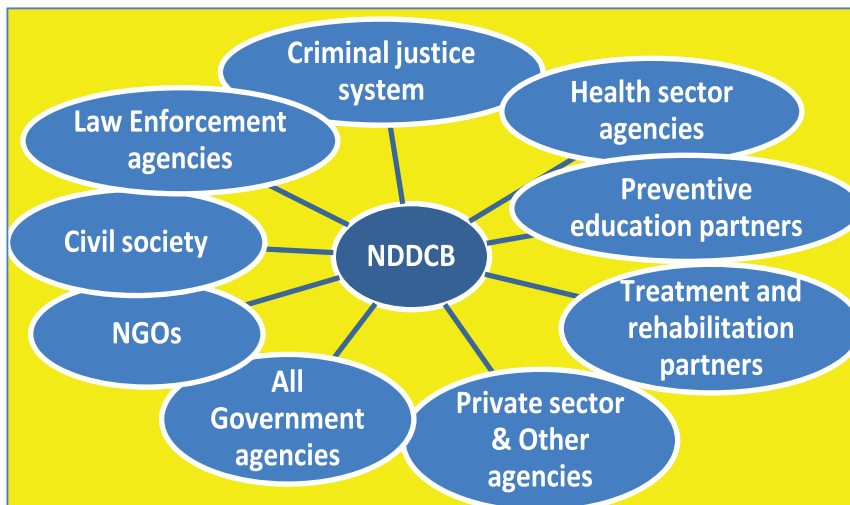 Criminal justice
system
Health sector
agencies
Law Enforcement
agencies
Preventive
education partners
Civil society
NDDCB
Treatment and
rehabilitation
partners
NGOs
All
Government
agencies
Private sector
& Other
agencies